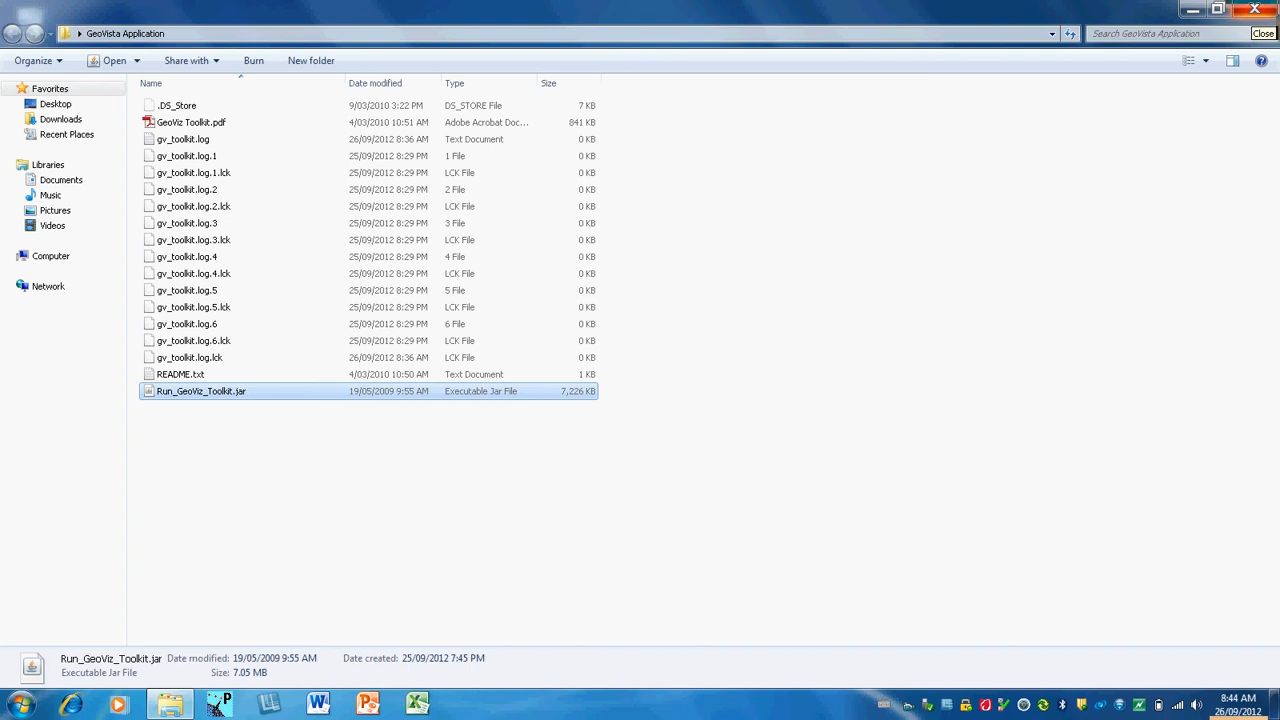 GeoVista Application
Search GeoVista Application
Close
Organize
Open
Share with
Burn
New folder
Name Date modified Type Size
.DS_Store 9/03/2010 3:22 PM DS_STORE File 7 KB
GeoViz Toolkit.pdf 4/03/2010 10:51 AM Adobe Acrobat Doc... 841 KB
gv_toolkit.log 26/09/2012 8:36 AM Text Document 0 KB
gv_toolkit.log.1 25/09/2012 8:29 PM 1 File 0 KB
gv_toolkit.log.1.lck 25/09/2012 8:29 PM LCK File 0 KB
gv_toolkit.log.2 25/09/2012 8:29 PM 2 File 0 KB
gv_toolkit.log.2.lck 25/09/2012 8:29 PM LCK File 0 KB
gv_toolkit.log.3 25/09/2012 8:29 PM 3 File 0 KB
gv_toolkit.log.3.lck 25/09/2012 8:29 PM LCK File 0 KB
gv_toolkit.log.4 25/09/2012 8:29 PM 4 File 0 KB
gv_toolkit.log.4.lck 25/09/2012 8:29 PM LCK File 0 KB
gv_toolkit.log.5 25/09/2012 8:29 PM 5 File 0 KB
gv_toolkit.log.5.lck 25/09/2012 8:29 PM LCK File 0 KB
gv_toolkit.log.6 25/09/2012 8:29 PM 6 File 0 KB
gv_toolkit.log.6.lck 25/09/2012 8:29 PM LCK File 0 KB
gv_toolkit.log.lck 26/09/2012 8:36 AM LCK File 0 KB
README.txt 4/03/2010 10:50 AM Text Document 1 KB
Run_GeoViz_Toolkit.jar 19/05/2009 9:55 AM Executable Jar File 7,226 KB
Favorites
Desktop
Downloads
Recent Places
Libraries
Documents
Music
Pictures
Videos
Computer
Network
Run_GeoViz_Toolkit.jar Date modified: 19/05/2009 9:55 AM Date created: 25/09/2012 7:45 PM
Executable Jar File Size: 7.05 MB
8:44 AM
26/09/2012